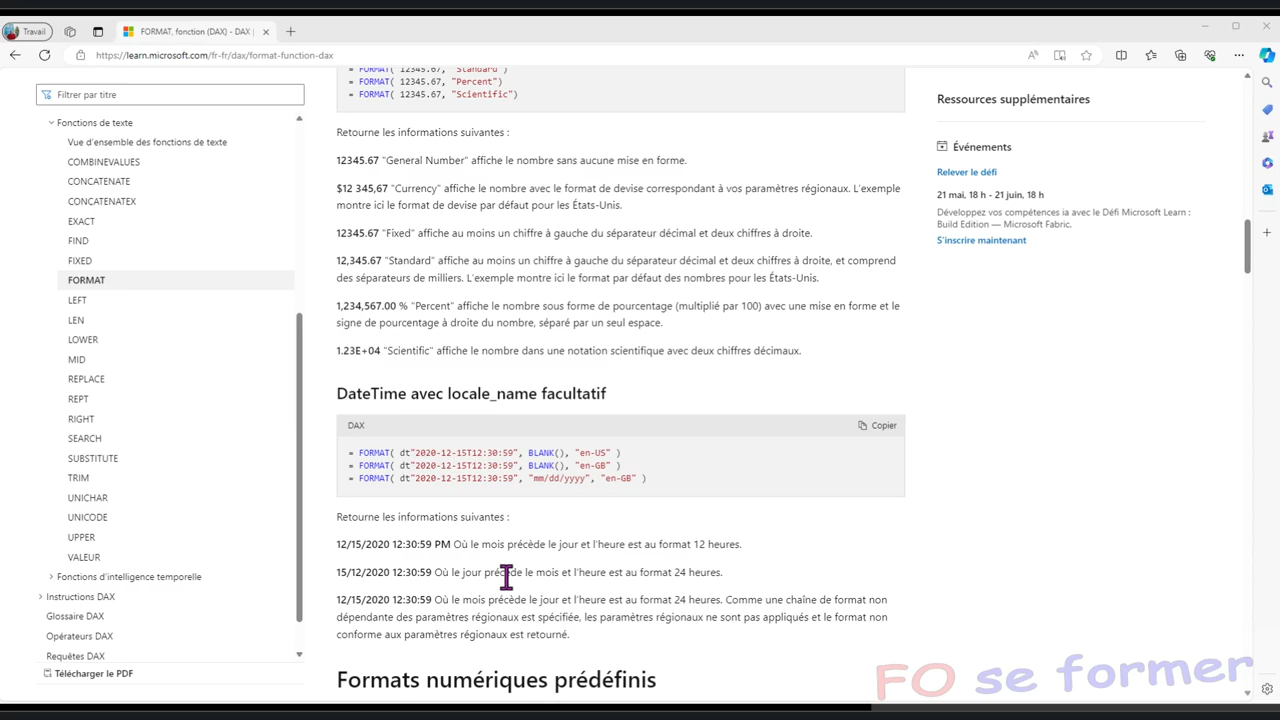 Travail
FORMAT, fonction (DAX) - DAX |
https://learn.microsoft.com/fr-fr/dax/format-function-dax
Filtrer par titre
Fonctions de texte
Vue d'ensemble des fonctions de texte
COMBINEVALUES
CONCATENATE
CONCATENATEX
EXACT
FIND
FIXED
FORMAT
LEFT
LEN
LOWER
MID
REPLACE
REPT
RIGHT
SEARCH
SUBSTITUTE
TRIM
UNICHAR
UNICODE
UPPER
VALEUR
Fonctions d'intelligence temporelle
Instructions DAX
Glossaire DAX
Opérateurs DAX
Requêtes DAX
Télécharger le PDF
= FORMAT( 12345.67, "Standard")
= FORMAT( 12345.67, "Percent")
= FORMAT( 12345.67, "Scientific")
Retourne les informations suivantes :
12345.67 "General Number" affiche le nombre sans aucune mise en forme.
$12 345,67 "Currency" affiche le nombre avec le format de devise correspondant à vos paramètres régionaux. L'exemple
montre ici le format de devise par défaut pour les États-Unis.
12345.67 "Fixed" affiche au moins un chiffre à gauche du séparateur décimal et deux chiffres à droite.
12,345.67 "Standard" affiche au moins un chiffre à gauche du séparateur décimal et deux chiffres à droite, et comprend
des séparateurs de milliers. L'exemple montre ici le format par défaut des nombres pour les États-Unis.
1,234,567.00 % "Percent" affiche le nombre sous forme de pourcentage (multiplié par 100) avec une mise en forme et le
signe de pourcentage à droite du nombre, séparé par un seul espace.
1.23E+04 "Scientific" affiche le nombre dans une notation scientifique avec deux chiffres décimaux.
DateTime avec locale_name facultatif
DAX
Copier
= FORMAT( dt"2020-12-15T12:30:59", BLANK(), "en-US" )
= FORMAT( dt"2020-12-15T12:30:59", BLANK(), "en-GB" )
= FORMAT( dt"2020-12-15T12:30:59", "mm/dd/yyyy", "en-GB" )
Retourne les informations suivantes :
12/15/2020 12:30:59 PM Où le mois précède le jour et l'heure est au format 12 heures.
15/12/2020 12:30:59 Où le jour précède le mois et l'heure est au format 24 heures.
12/15/2020 12:30:59 Où le mois précède le jour et l'heure est au format 24 heures. Comme une chaîne de format non
dépendante des paramètres régionaux est spécifiée, les paramètres régionaux ne sont pas appliqués et le format non
conforme aux paramètres régionaux est retourné.
Formats numériques prédéfinis
Ressources supplémentaires
Événements
Relever le défi
21 mai, 18 h - 21 juin, 18 h
Développez vos compétences ia avec le Défi Microsoft Learn :
Build Edition — Microsoft Fabric.
S'inscrire maintenant
FO se former